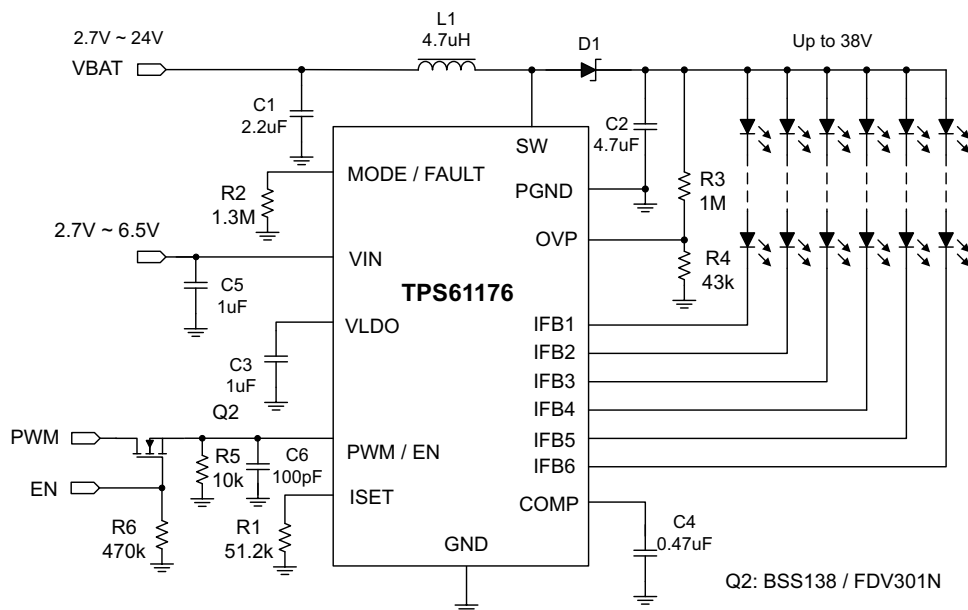 2.7V ~ 24V
VBAT
L1
4.7uH
D1
Up to 38V
C1
2.2uF
C2
4.7uF
SW
MODE / FAULT
PGND
R2
1.3M
R3
1M
2.7V ~ 6.5V
VIN
OVP
R4
43k
C5
1uF
TPS61176
VLDO
IFB1
C3
1uF
IFB2
IFB3
Q2
IFB4
PWM
IFB5
R5
10k
C6
100pF
PWM / EN
IFB6
EN
ISET
COMP
R6
470k
R1
51.2k
GND
C4
0.47uF
Q2: BSS138 / FDV301N